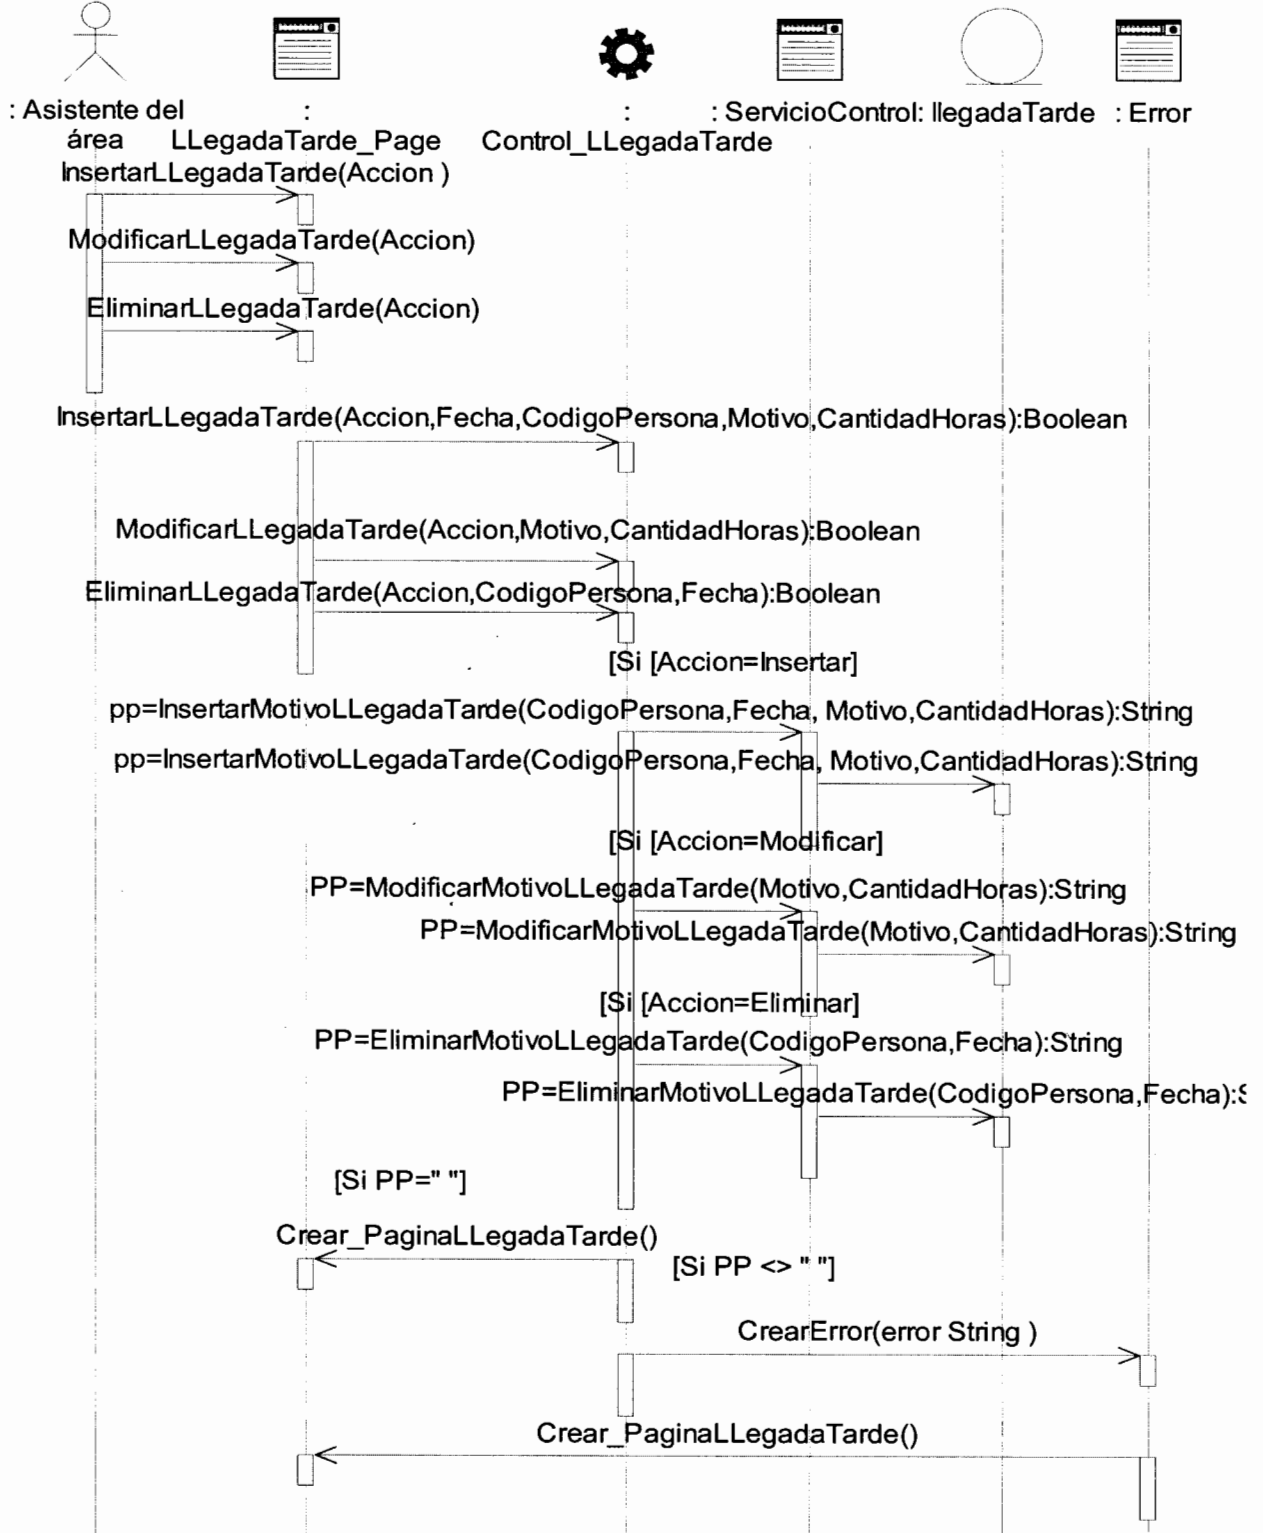 : Asistente del : : : ServicioControl: llegadaTarde : Error
área LLegadaTarde_Page Control_LLegadaTarde
InsertarLLegadaTarde(Accion )
ModificarLLegadaTarde(Accion)
EliminarLLegadaTarde(Accion)
InsertarLLegadaTarde(Accion,Fecha,CodigoPersona,Motivo,CantidadHoras):Boolean
ModificarLLegadaTarde(Accion,Motivo,CantidadHoras):Boolean
EliminarLLegadaTarde(Accion,CodigoPersona,Fecha):Boolean
[Si [Accion=Insertar]
pp=InsertarMotivoLLegadaTarde(CodigoPersona,Fecha, Motivo,CantidadHoras):String
pp=InsertarMotivoLLegadaTarde(CodigoPersona,Fecha, Motivo,CantidadHoras):String
[Si [Accion=Modificar]
PP=ModificarMotivoLLegadaTarde(Motivo,CantidadHoras):String
PP=ModificarMotivoLLegadaTarde(Motivo,CantidadHoras):String
[Si [Accion=Eliminar]
PP=EliminarMotivoLLegadaTarde(CodigoPersona,Fecha):String
PP=EliminarMotivoLLegadaTarde(CodigoPersona,Fecha):S
[Si PP=" "]
Crear_PaginaLLegadaTarde()
[Si PP <> " "]
CrearError(error String )
Crear_PaginaLLegadaTarde()